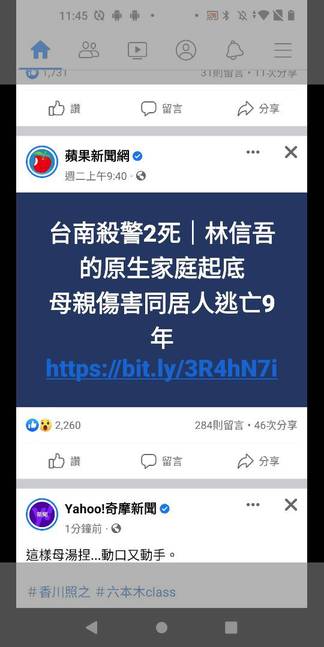 11:45
1,731
31則留言・11次分享
讚
留言
分享
蘋果新聞網
週二上午9:40
台南殺警2死｜林信吾
的原生家庭起底
母親傷害同居人逃亡9
年
https://bit.ly/3R4hN7i
2,260
284則留言・46次分享
讚
留言
分享
Yahoo!奇摩新聞
1分鐘前
這樣母湯捏...動口又動手。
#香川照之 #六本木class